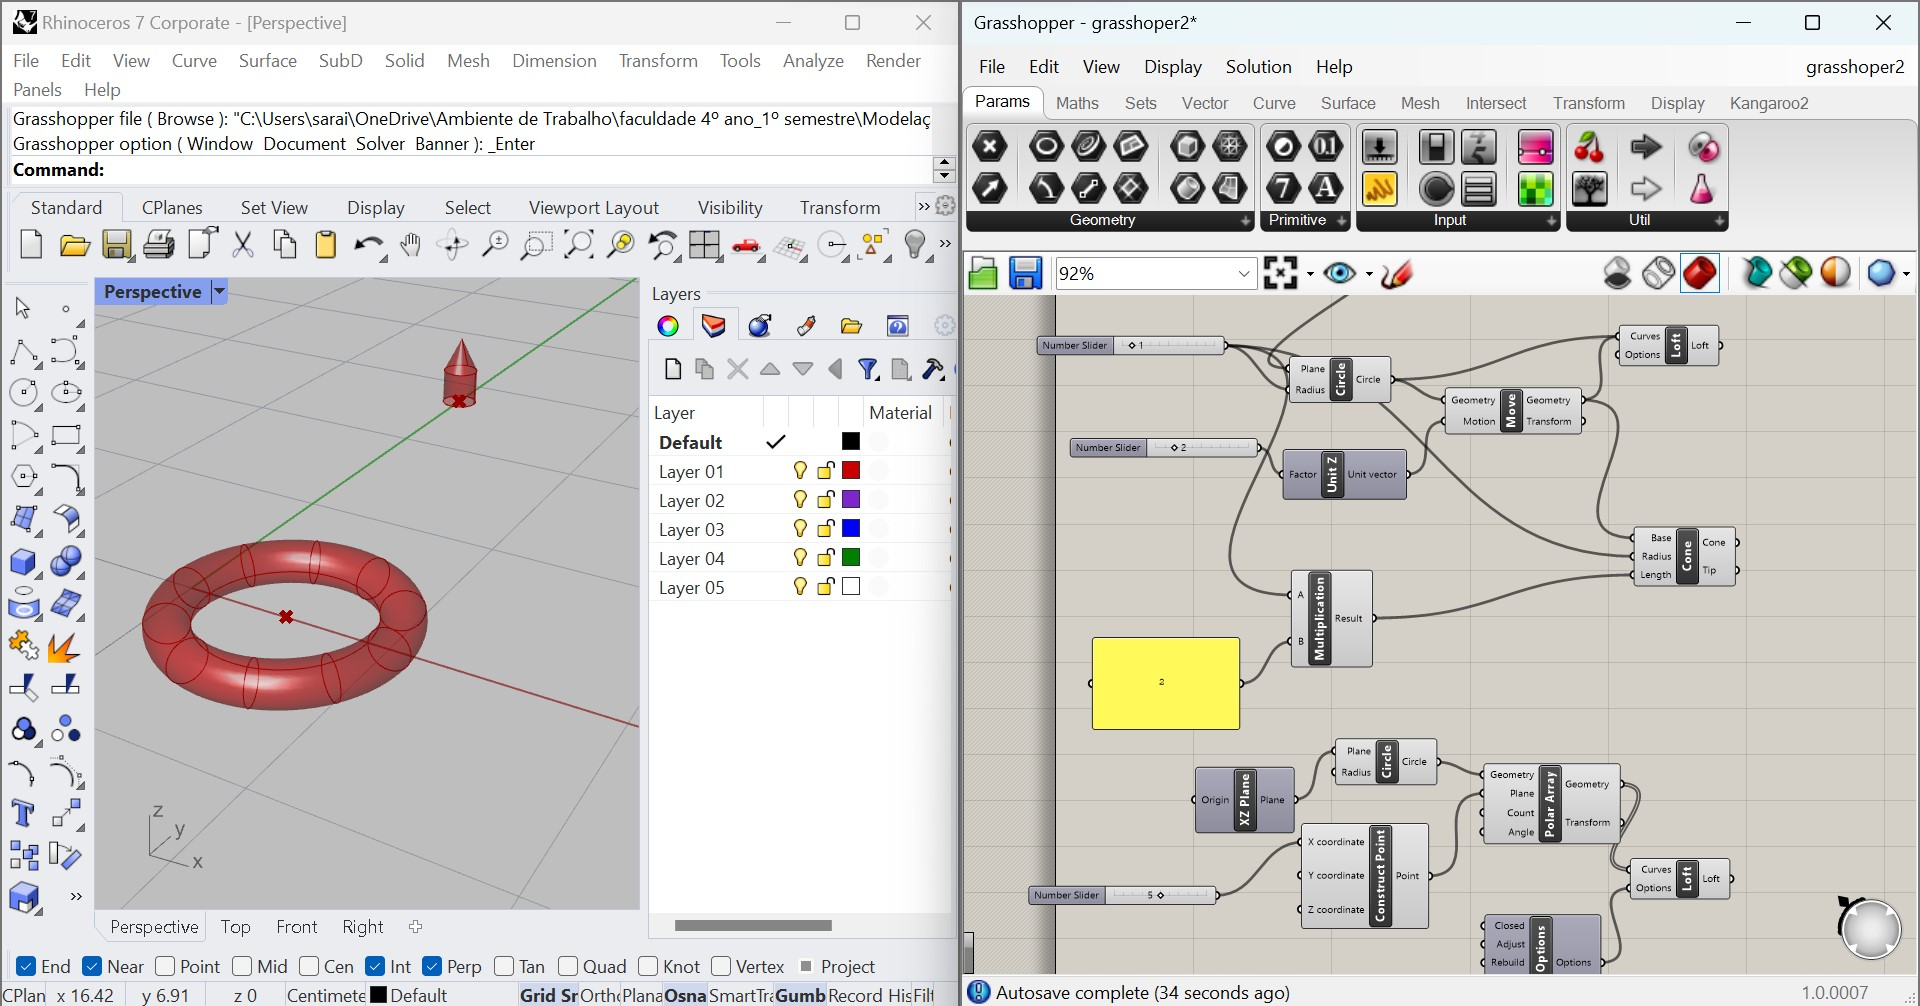 Rhinoceros 7 Corporate - [Perspective]
File Edit View Curve Surface SubD Solid Mesh Dimension Transform Tools Analyze Render
Panels Help
Grasshopper file ( Browse ): "C:\Users\sarai\OneDrive\Ambiente de Trabalho\faculdade 4º ano_1º semestre\Modelaç
Grasshopper option ( Window Document Solver Banner ): _Enter
Command:
Standard CPlanes Set View Display Select Viewport Layout Visibility Transform »
»
Perspective
Layers
Layer Material
Default
Layer 01
Layer 02
Layer 03
Layer 04
Layer 05
z
y
x
»
Perspective Top Front Right
End Near Point Mid Cen Int Perp Tan Quad Knot Vertex Project
CPlan x 16.42 y 6.91 z 0 Centimete Default Grid Sr Ortho Plana Osna SmartTra Gumb Record His Filt
Grasshopper - grasshoper2*
File Edit View Display Solution Help grasshoper2
Params Maths Sets Vector Curve Surface Mesh Intersect Transform Display Kangaroo2
Geometry Primitive Input Util
92%
Number Slider 1
Plane
Radius
Circle
Circle
Curves
Options
Loft
Loft
Geometry
Motion
Move
Geometry
Transform
Number Slider 2
Factor
Unit Z
Unit vector
Base
Radius
Length
Cone
Cone
Tip
A
B
Multiplication
Result
2
Origin
XZ Plane
Plane
Plane
Radius
Circle
Circle
Geometry
Plane
Count
Angle
Polar Array
Geometry
Transform
X coordinate
Y coordinate
Z coordinate
Construct Point
Point
Number Slider 5
Curves
Options
Loft
Loft
Closed
Adjust
Rebuild
Options
Options
Autosave complete (34 seconds ago)
1.0.0007